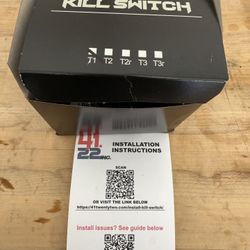 KILL SWITCH
T1 T2 T2r T3 T3r
41.
22 INC.
INSTALLATION
INSTRUCTIONS
SCAN
OR VISIT THE LINK BELOW
https://41twentytwo.com/install-kill-switch/
Install issues? See guide below